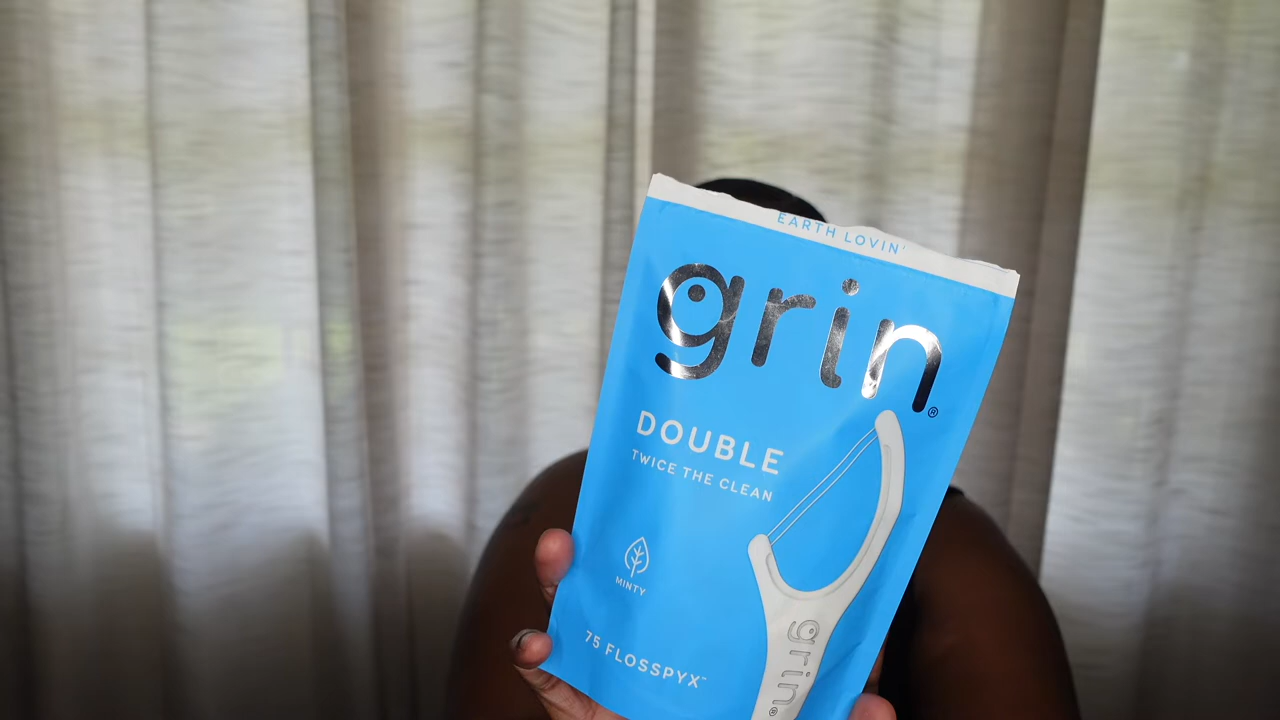 EARTH LOVIN'
grin®
DOUBLE
TWICE THE CLEAN
MINTY
75 FLOSSPYX™
grin®